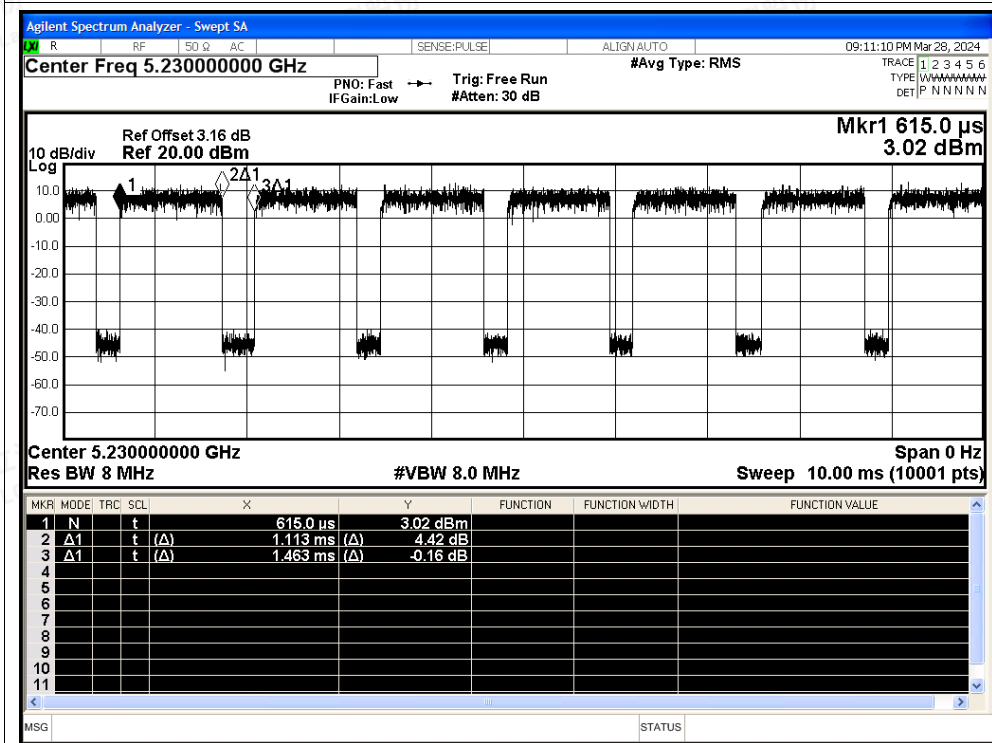 Agilent Spectrum Analyzer - Swept SA
LXI R RF 50 Ω AC SENSE:PULSE ALIGN AUTO 09:11:10 PM Mar 28, 2024
Center Freq 5.230000000 GHz #Avg Type: RMS TRACE 1 2 3 4 5 6
PNO: Fast Trig: Free Run TYPE
IFGain:Low #Atten: 30 dB DET P N N N N N
Mkr1 615.0 µs
Ref Offset 3.16 dB
10 dB/div Ref 20.00 dBm 3.02 dBm
Log
1 2Δ1 3Δ1
10.0
0.00
-10.0
-20.0
-30.0
-40.0
-50.0
-60.0
-70.0
Center 5.230000000 GHz Span 0 Hz
Res BW 8 MHz #VBW 8.0 MHz Sweep 10.00 ms (10001 pts)
MKR MODE TRC SCL X Y FUNCTION FUNCTION WIDTH FUNCTION VALUE
1 N t 615.0 µs 3.02 dBm
2 Δ1 t (Δ) 1.113 ms (Δ) 4.42 dB
3 Δ1 t (Δ) 1.463 ms (Δ) -0.16 dB
4
5
6
7
8
9
10
11
MSG STATUS